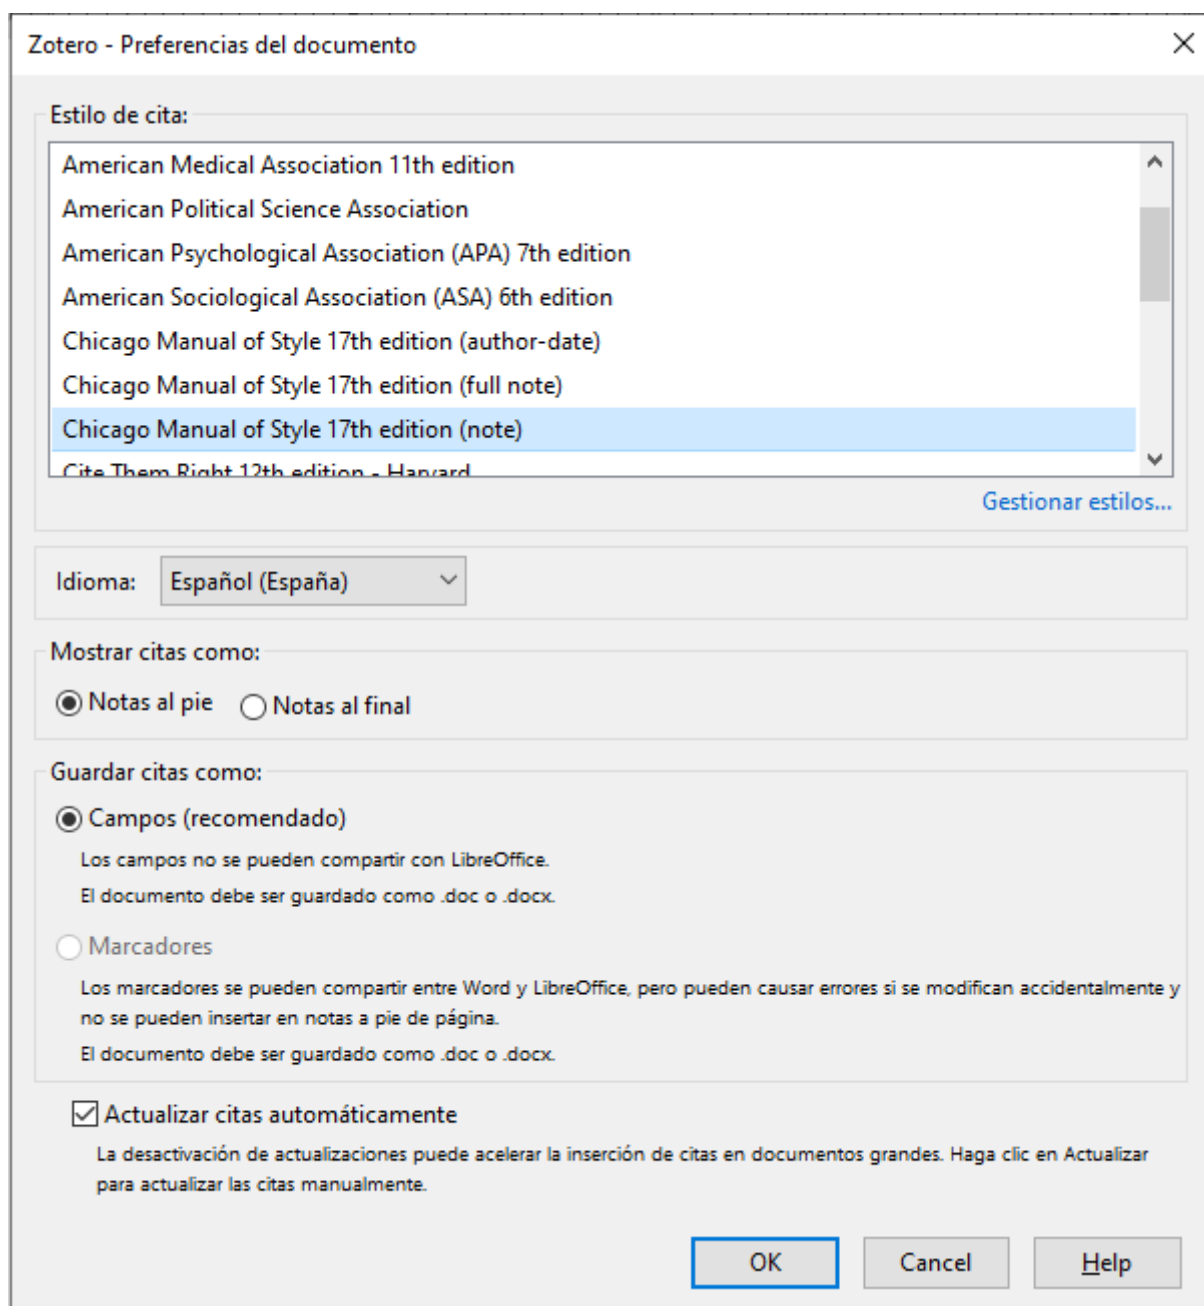 Zotero - Preferencias del documento
Estilo de cita:
American Medical Association 11th edition
American Political Science Association
American Psychological Association (APA) 7th edition
American Sociological Association (ASA) 6th edition
Chicago Manual of Style 17th edition (author-date)
Chicago Manual of Style 17th edition (full note)
Chicago Manual of Style 17th edition (note)
Cite Them Right 12th edition - Harvard
Gestionar estilos...
Idioma: Español (España)
Mostrar citas como:
Notas al pie Notas al final
Guardar citas como:
Campos (recomendado)
Los campos no se pueden compartir con LibreOffice.
El documento debe ser guardado como .doc o .docx.
Marcadores
Los marcadores se pueden compartir entre Word y LibreOffice, pero pueden causar errores si se modifican accidentalmente y
no se pueden insertar en notas a pie de página.
El documento debe ser guardado como .doc o .docx.
Actualizar citas automáticamente
La desactivación de actualizaciones puede acelerar la inserción de citas en documentos grandes. Haga clic en Actualizar
para actualizar las citas manualmente.
OK Cancel Help